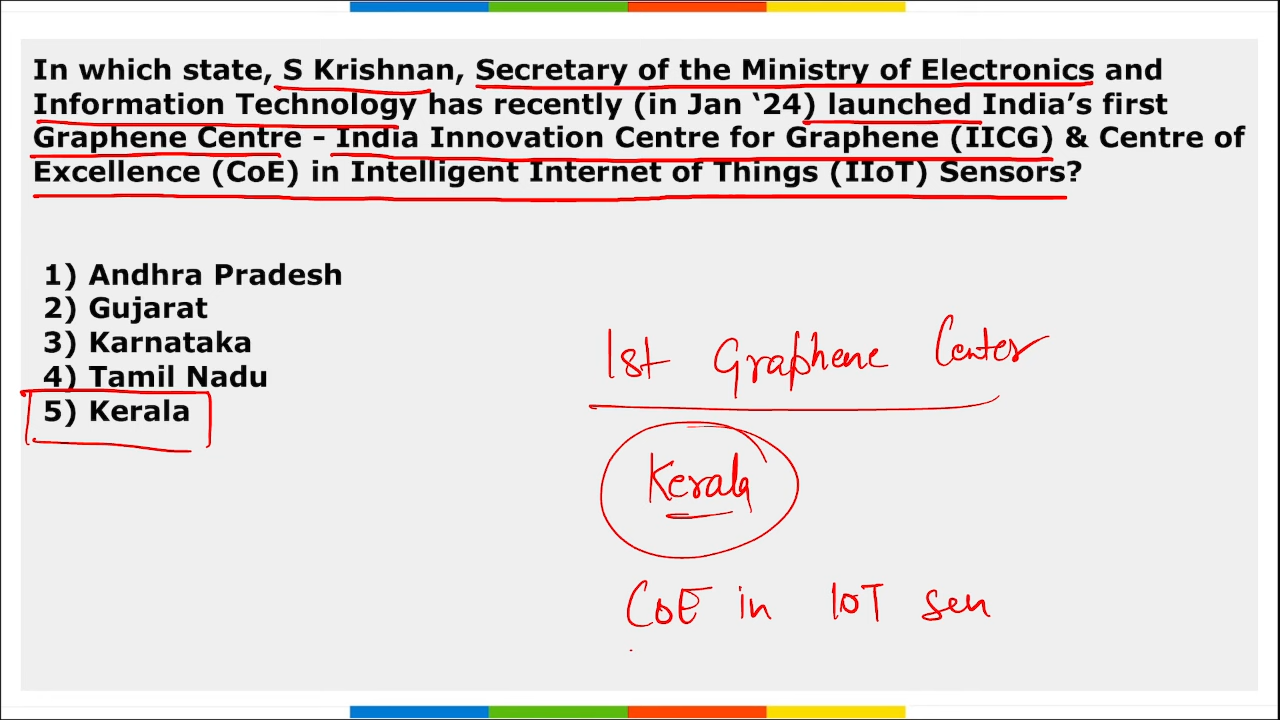 In which state, S Krishnan, Secretary of the Ministry of Electronics and
Information Technology has recently (in Jan ‘24) launched India’s first
Graphene Centre – India Innovation Centre for Graphene (IICG) & Centre of
Excellence (CoE) in Intelligent Internet of Things (IIoT) Sensors?
1) Andhra Pradesh
2) Gujarat
3) Karnataka
4) Tamil Nadu
5) Kerala
1st Graphene Center
Kerala
CoE in IoT sen